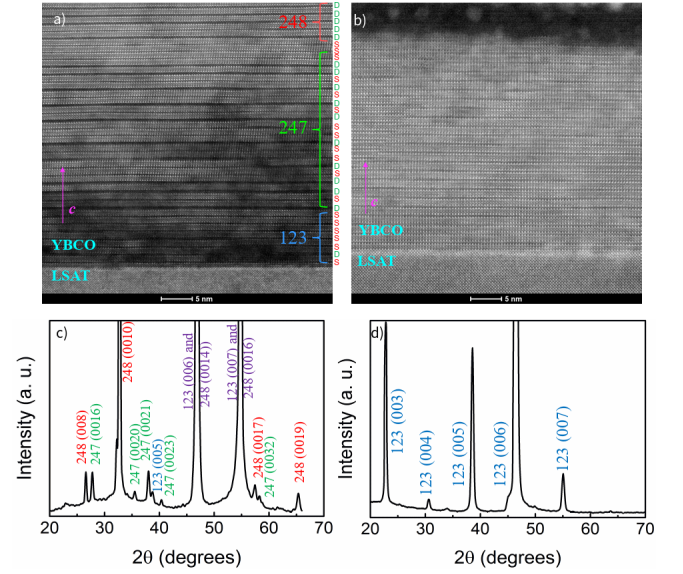 a)
248
247
c
123
YBCO
LSAT
5 nm
b)
c
YBCO
LSAT
5 nm
c)
Intensity (a. u.)
248 (008)
247 (0016)
248 (0010)
247 (0020)
247 (0021)
123 (005)
247 (0023)
123 (006) and
248 (0014))
123 (007) and
248 (0016)
248 (0017)
247 (0032)
248 (0019)
20 30 40 50 60 70
2θ (degrees)
d)
Intensity (a. u.)
123 (003)
123 (004)
123 (005)
123 (006)
123 (007)
20 30 40 50 60 70
2θ (degrees)